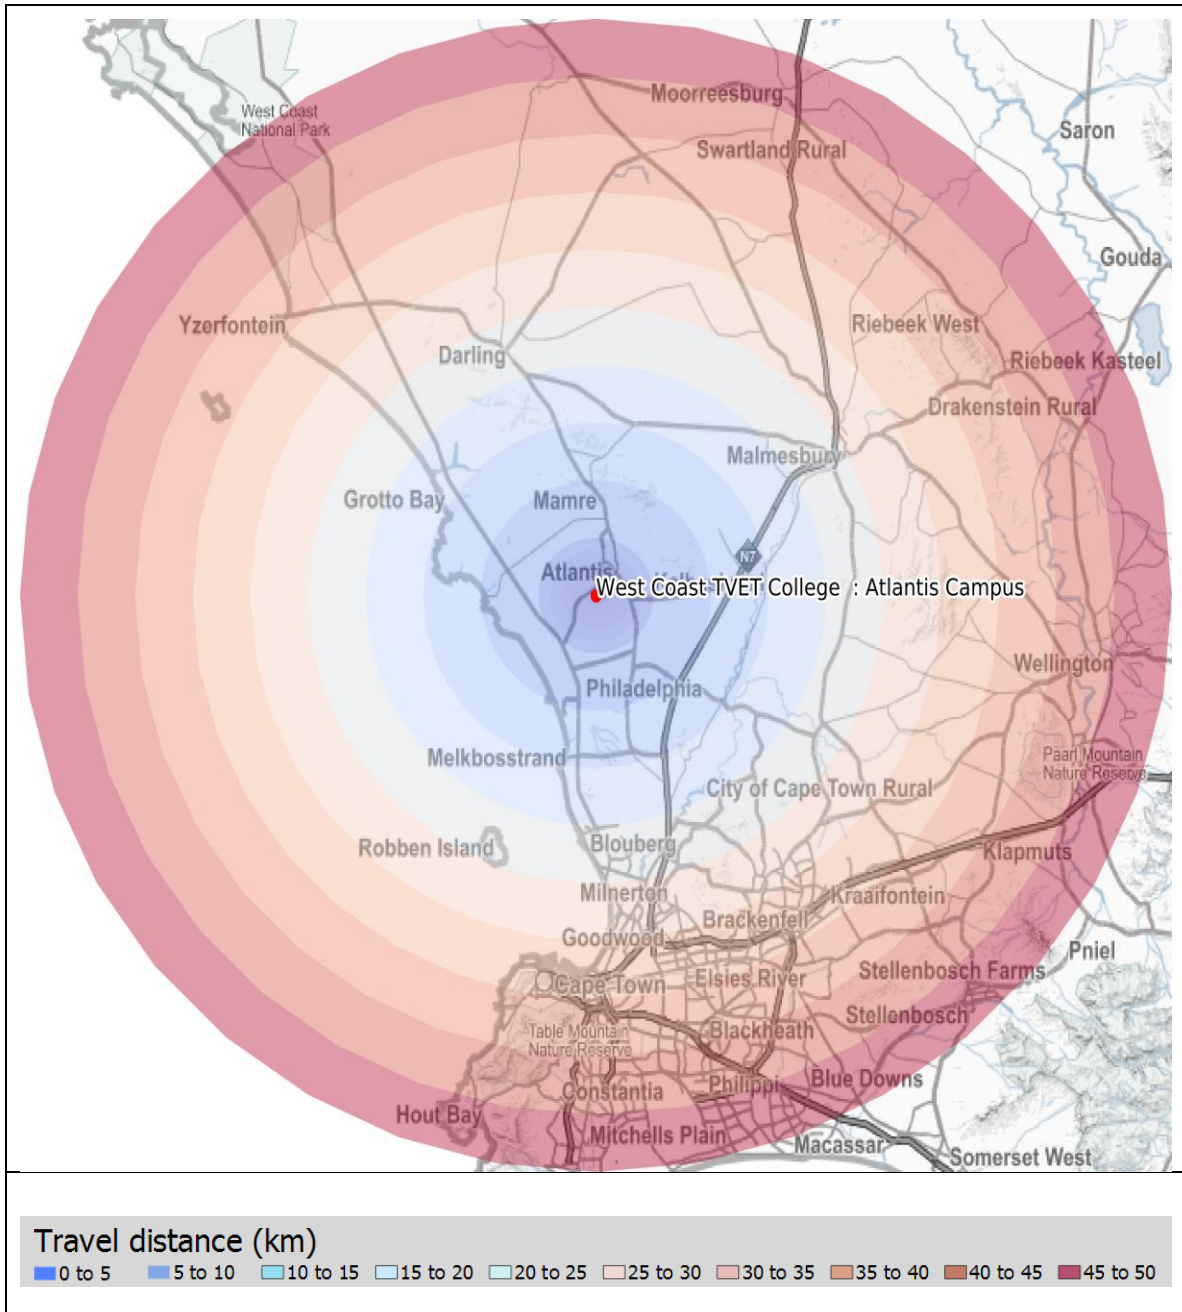 West Coast
National Park
Moorreesburg
Saron
Swartland Rural
Gouda
Yzerfontein
Riebeek West
Darling
Riebeek Kasteel
Drakenstein Rural
Malmesbury
Grotto Bay
Mamre
N7
Atlantis
West Coast TVET College : Atlantis Campus
Wellington
Philadelphia
Melkbosstrand
Paarl Mountain
Nature Reserve
City of Cape Town Rural
Robben Island
Blouberg
Klapmuts
Milnerton
Kraaifontein
Brackenfell
Goodwood
Pniel
Stellenbosch Farms
Cape Town
Elsies River
Stellenbosch
Table Mountain
Nature Reserve
Blackheath
Blue Downs
Constantia
Philippi
Hout Bay
Mitchells Plain
Macassar
Somerset West
Travel distance (km)
0 to 5 5 to 10 10 to 15 15 to 20 20 to 25 25 to 30 30 to 35 35 to 40 40 to 45 45 to 50